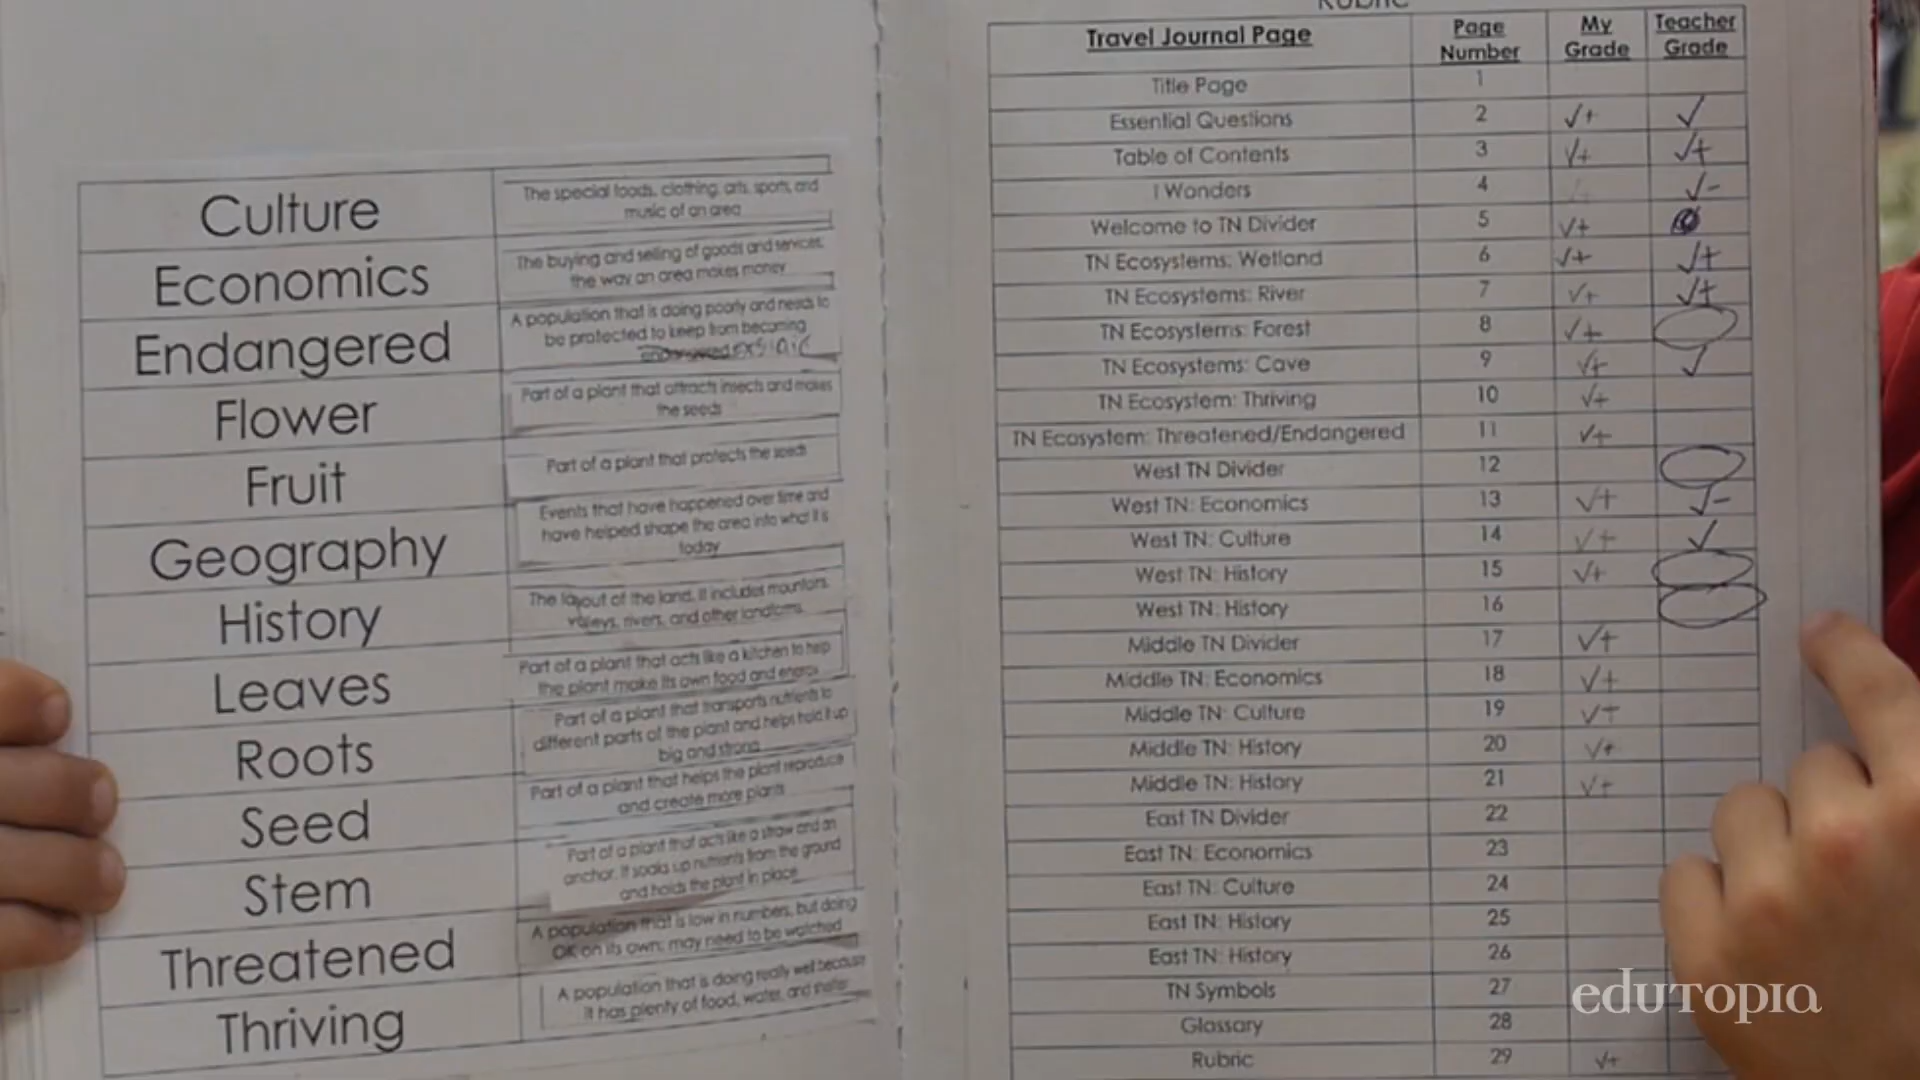 Culture
The special foods, clothing, arts, sports, and
music of an area
Economics
The buying and selling of goods and services,
the way an area makes money
Endangered
A population that is doing poorly and needs to
be protected to keep from becoming
endangered
Flower
Part of a plant that attracts insects and makes
the seeds
Fruit
Part of a plant that protects the seeds
Geography
Events that have happened over time and
have helped shape the area into what it is
today
History
The layout of the land. It includes mountains,
valleys, rivers, and other landforms.
Leaves
Part of a plant that acts like a kitchen to help
the plant make its own food and energy
Roots
Part of a plant that transports nutrients to
different parts of the plant and helps hold it up
big and strong
Seed
Part of a plant that helps the plant reproduce
and create more plants
Stem
Part of a plant that acts like a straw and an
anchor. It soaks up nutrients from the ground
and holds the plant in place
Threatened
A population that is low in numbers, but doing
OK on its own; may need to be watched
Thriving
A population that is doing really well because
it has plenty of food, water, and shelter
Rubric
Travel Journal Page Page Number My Grade Teacher Grade
Title Page 1
Essential Questions 2 √+ √
Table of Contents 3 √+ √+
I Wonders 4 √-
Welcome to TN Divider 5 √+
TN Ecosystems: Wetland 6 √+ √+
TN Ecosystems: River 7 √+ √+
TN Ecosystems: Forest 8 √+
TN Ecosystems: Cave 9 √+ √
TN Ecosystem: Thriving 10 √+
TN Ecosystem: Threatened/Endangered 11 √+
West TN Divider 12
West TN: Economics 13 √+ √-
West TN: Culture 14 √+ √
West TN: History 15 √+
West TN: History 16
Middle TN Divider 17 √+
Middle TN: Economics 18 √+
Middle TN: Culture 19 √+
Middle TN: History 20 √+
Middle TN: History 21 √+
East TN Divider 22
East TN: Economics 23
East TN: Culture 24
East TN: History 25
East TN: History 26
TN Symbols 27
Glossary 28
Rubric 29 √+
edutopia